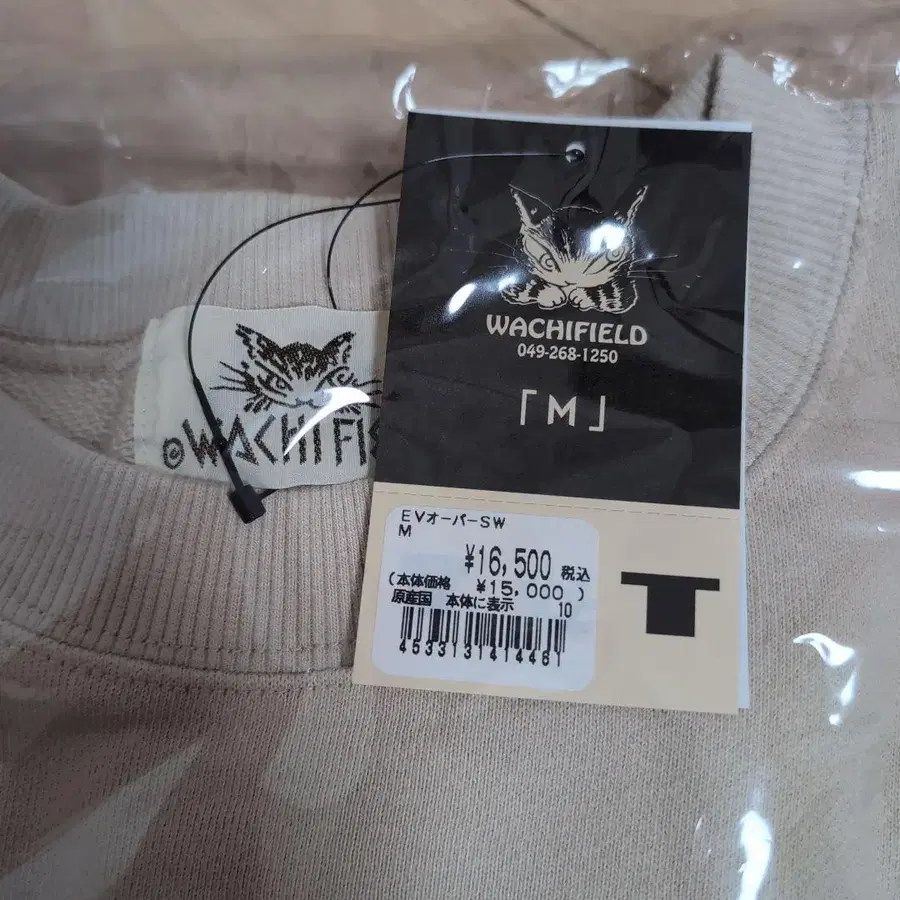 WACHIFIELD
049-268-1250
「M」
©WACHIFIE
EVオーバーSW
M
¥16,500 税込
(本体価格 ¥15,000 )
原産国 本体に表示 10
4533131414481